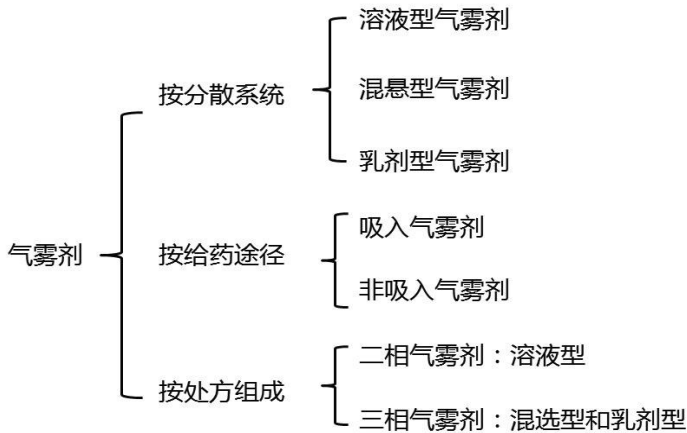 气雾剂
按分散系统
溶液型气雾剂
混悬型气雾剂
乳剂型气雾剂
按给药途径
吸入气雾剂
非吸入气雾剂
按处方组成
二相气雾剂：溶液型
三相气雾剂：混选型和乳剂型